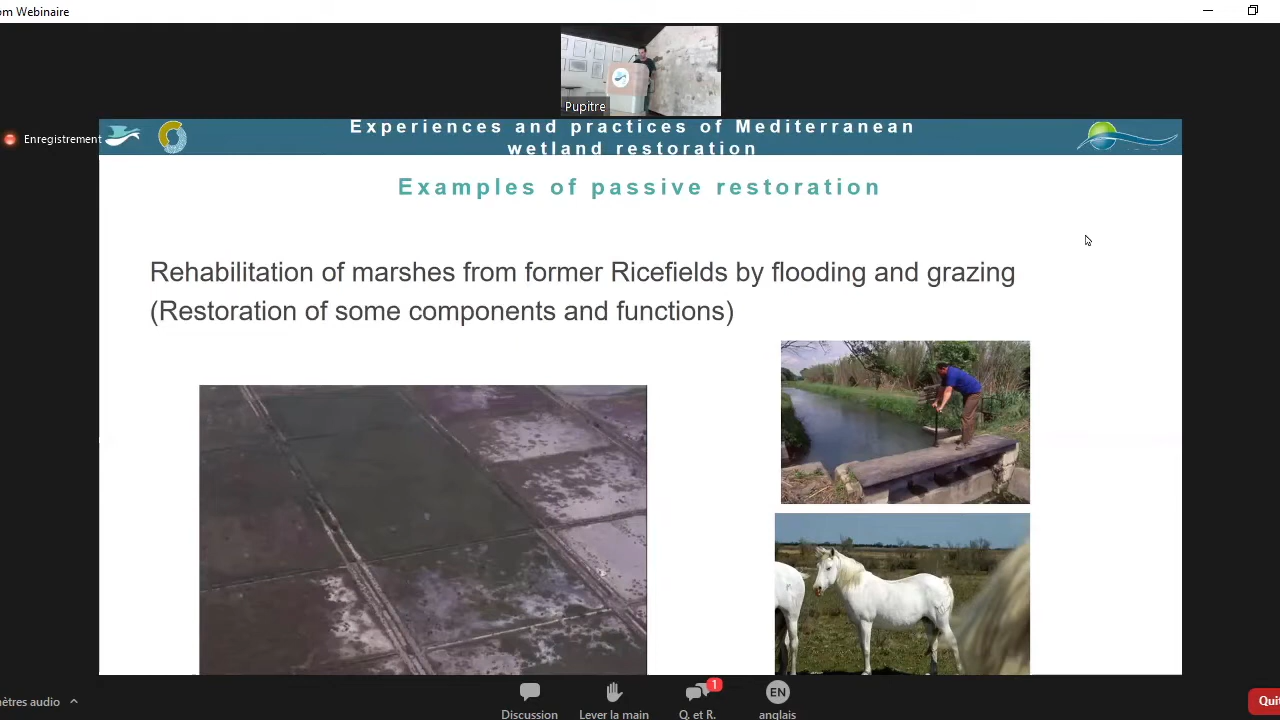 om Webinaire
Pupitre
Enregistrement
Experiences and practices of Mediterranean
wetland restoration
Examples of passive restoration
Rehabilitation of marshes from former Ricefields by flooding and grazing
(Restoration of some components and functions)
mètres audio
Discussion
Lever la main
1
Q. et R.
EN
anglais
Quit